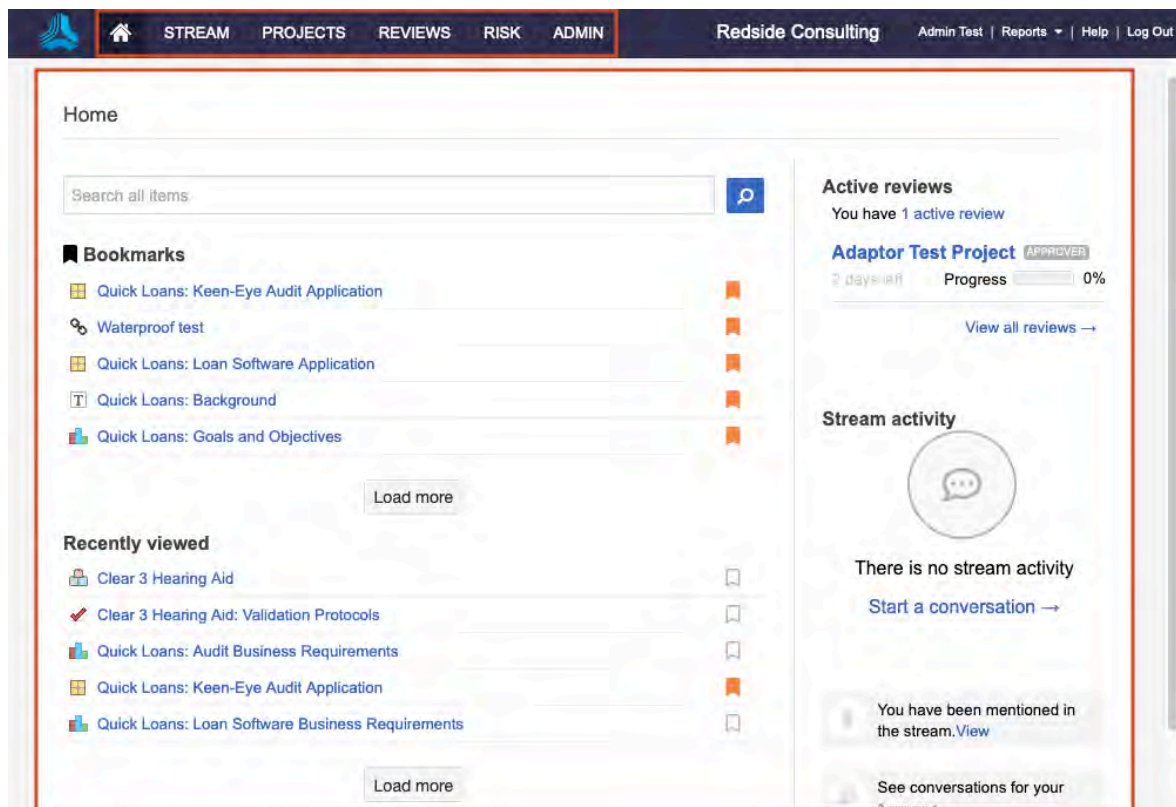 STREAM PROJECTS REVIEWS RISK ADMIN Redside Consulting Admin Test | Reports | Help | Log Out
Home
Search all items
Bookmarks
Quick Loans: Keen-Eye Audit Application
Waterproof test
Quick Loans: Loan Software Application
T Quick Loans: Background
Quick Loans: Goals and Objectives
Load more
Recently viewed
Clear 3 Hearing Aid
Clear 3 Hearing Aid: Validation Protocols
Quick Loans: Audit Business Requirements
Quick Loans: Keen-Eye Audit Application
Quick Loans: Loan Software Business Requirements
Load more
Active reviews
You have 1 active review
Adaptor Test Project APPROVER
2 days left Progress 0%
View all reviews →
Stream activity
There is no stream activity
Start a conversation →
You have been mentioned in
the stream.View
See conversations for your